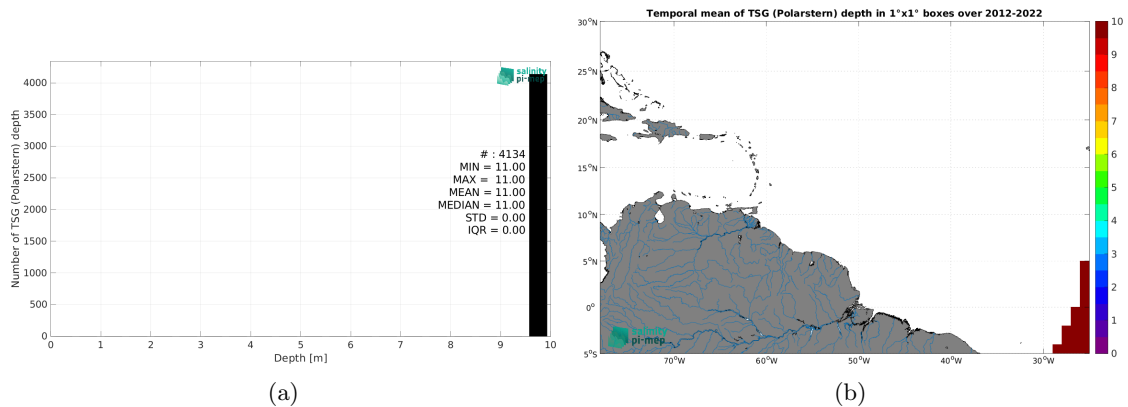 salinity
pi-mep
4000
3500
3000
2500
2000
1500
1000
500
0
Number of TSG (Polarstern) depth
# : 4134
MIN = 11.00
MAX = 11.00
MEAN = 11.00
MEDIAN = 11.00
STD = 0.00
IQR = 0.00
0 1 2 3 4 5 6 7 8 9 10
Depth [m]
(a)
Temporal mean of TSG (Polarstern) depth in 1°x1° boxes over 2012-2022
30°N
25°N
20°N
15°N
10°N
5°N
0°
5°S
70°W 60°W 50°W 40°W 30°W
salinity
pi-mep
10
9
8
7
6
5
4
3
2
1
0
(b)